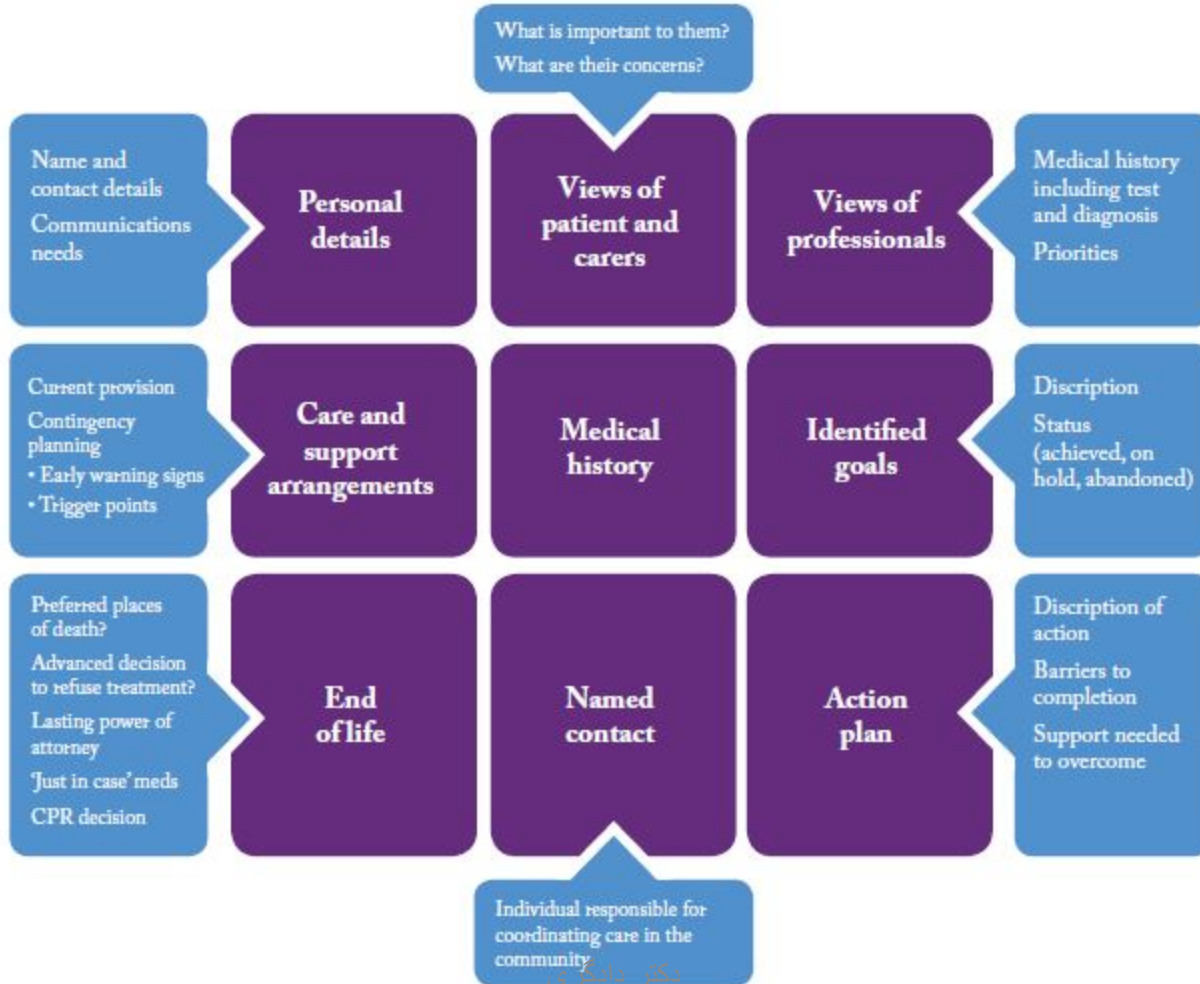 What is important to them?
What are their concerns?
Name and
contact details
Communications
needs
Personal
details
Views of
patient and
carers
Views of
professionals
Medical history
including test
and diagnosis
Priorities
Current provision
Contingency
planning
• Early warning signs
• Trigger points
Care and
support
arrangements
Medical
history
Identified
goals
Discription
Status
(achieved, on
hold, abandoned)
Preferred places
of death?
Advanced decision
to refuse treatment?
Lasting power of
attorney
'Just in case' meds
CPR decision
End
of life
Named
contact
Action
plan
Discription of
action
Barriers to
completion
Support needed
to overcome
Individual responsible for
coordinating care in the
community